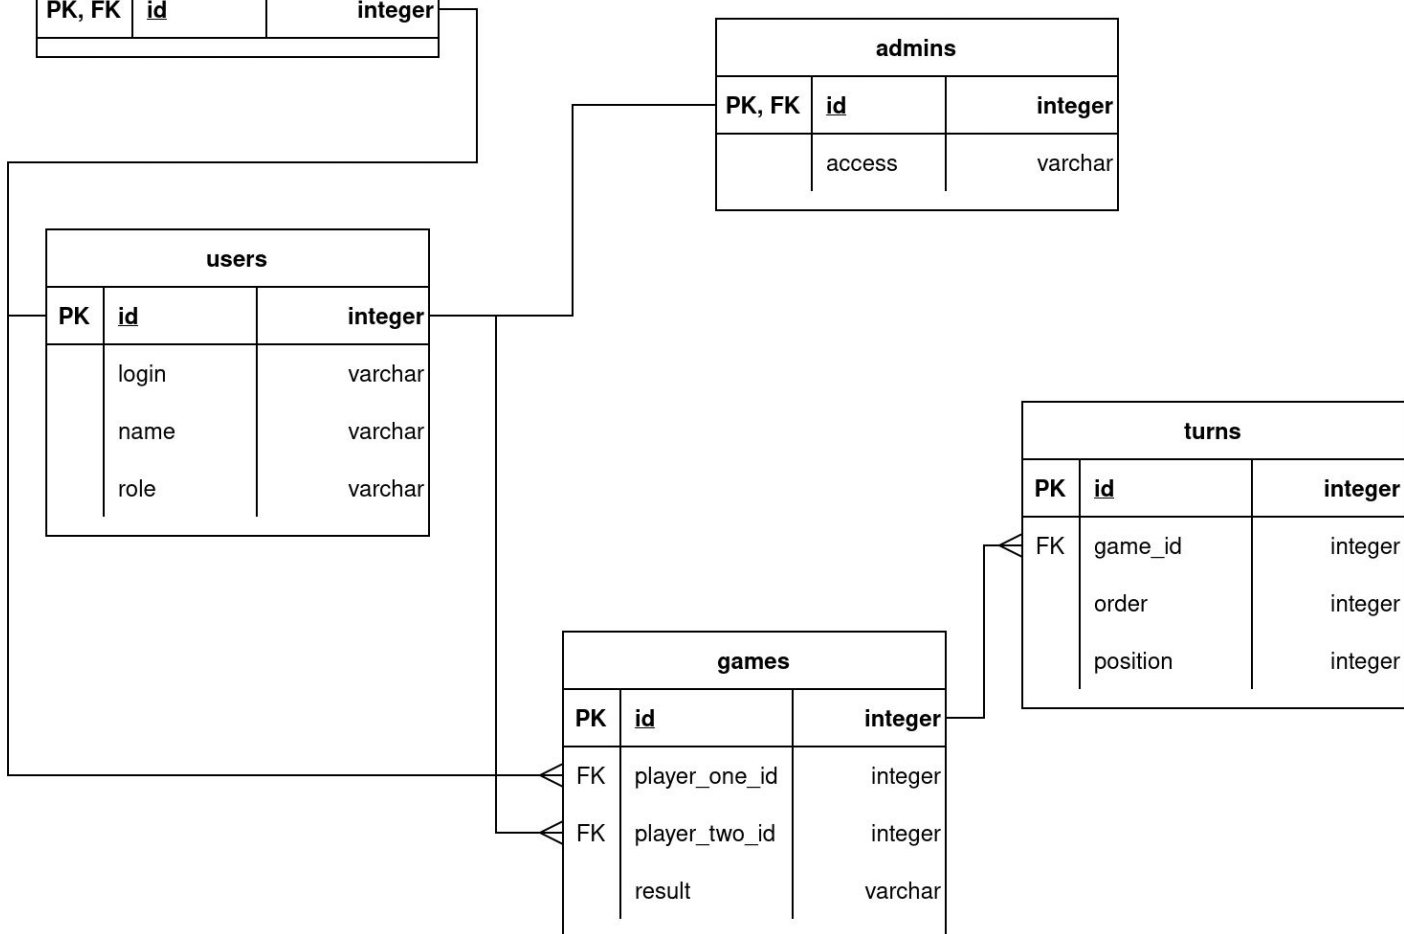 PK, FK id integer
admins
PK, FK id integer
access varchar
users
PK id integer
login varchar
name varchar
role varchar
turns
PK id integer
FK game_id integer
order integer
position integer
games
PK id integer
FK player_one_id integer
FK player_two_id integer
result varchar